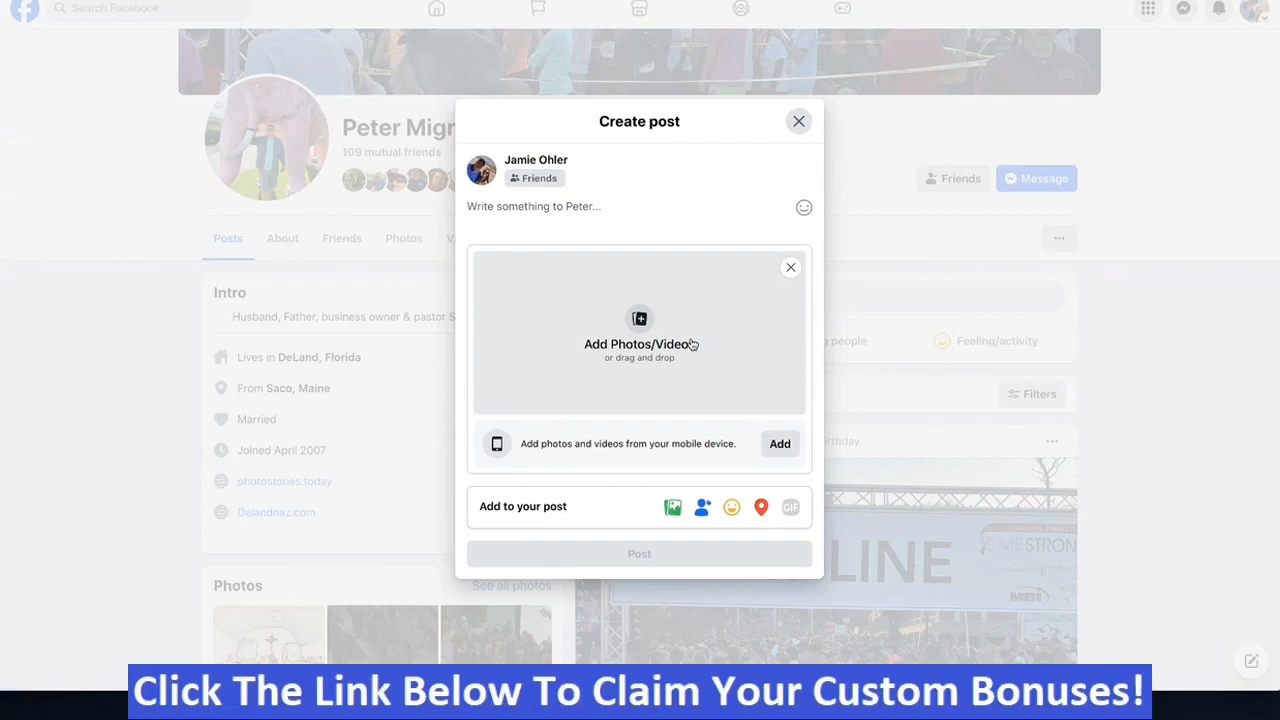 Search Facebook
Create post
Peter Migr
109 mutual friends
Jamie Ohler
Friends
Friends
Message
Write something to Peter...
Posts
About
Friends
Photos
Intro
Husband, Father, business owner & pastor
Add Photos/Video
or drag and drop
Feeling/activity
Lives in DeLand, Florida
From Saco, Maine
Filters
Married
Add photos and videos from your mobile device.
Add
Joined April 2007
photostories.today
Add to your post
GIF
Delandnaz.com
Post
LINE
MBI
Photos
See all photos
Click The Link Below To Claim Your Custom Bonuses!